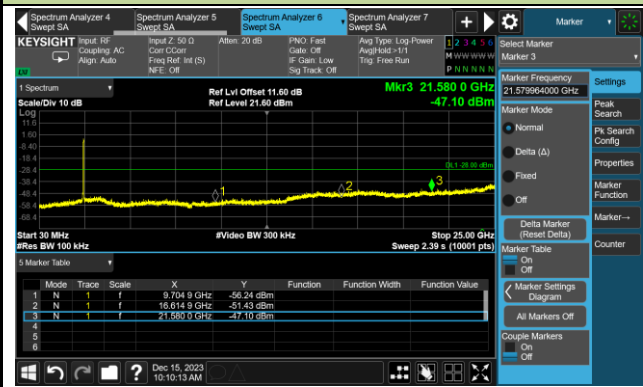 Spectrum Analyzer 4
Swept SA
Spectrum Analyzer 5
Swept SA
Spectrum Analyzer 6
Swept SA
Spectrum Analyzer 7
Swept SA
Marker
KEYSIGHT
Input: RF
Coupling: AC
Align: Auto
Input Z: 50 Ω
Corr CCorr
Freq Ref: Int (S)
NFE: Off
Atten: 20 dB
PNO: Fast
Gate: Off
IF Gain: Low
Sig Track: Off
Avg Type: Log-Power
Avg|Hold:>1/1
Trig: Free Run
1 2 3 4 5 6
M W W W W W
P N N N N N
LVI
Select Marker
Marker 3
1 Spectrum
Scale/Div 10 dB
Ref Lvl Offset 11.60 dB
Ref Level 21.60 dBm
Mkr3 21.580 0 GHz
-47.10 dBm
Log
11.6
1.60
-8.40
-18.4
-28.4
-38.4
-48.4
-58.4
-68.4
DL1 -28.00 dBm
1
2
3
Start 30 MHz
#Res BW 100 kHz
#Video BW 300 kHz
Stop 25.00 GHz
Sweep 2.39 s (10001 pts)
Marker Frequency
21.579964000 GHz
Marker Mode
Normal
Delta (Δ)
Fixed
Off
Delta Marker
(Reset Delta)
Marker Table
On
Off
Marker Settings
Diagram
All Markers Off
Couple Markers
On
Off
Settings
Peak
Search
Pk Search
Config
Properties
Marker
Function
Marker→
Counter
5 Marker Table
Mode Trace Scale X Y Function Function Width Function Value
1 N 1 f 9.704 9 GHz -56.24 dBm
2 N 1 f 16.614 9 GHz -51.43 dBm
3 N 1 f 21.580 0 GHz -47.10 dBm
4
5
6
Dec 15, 2023
10:10:13 AM